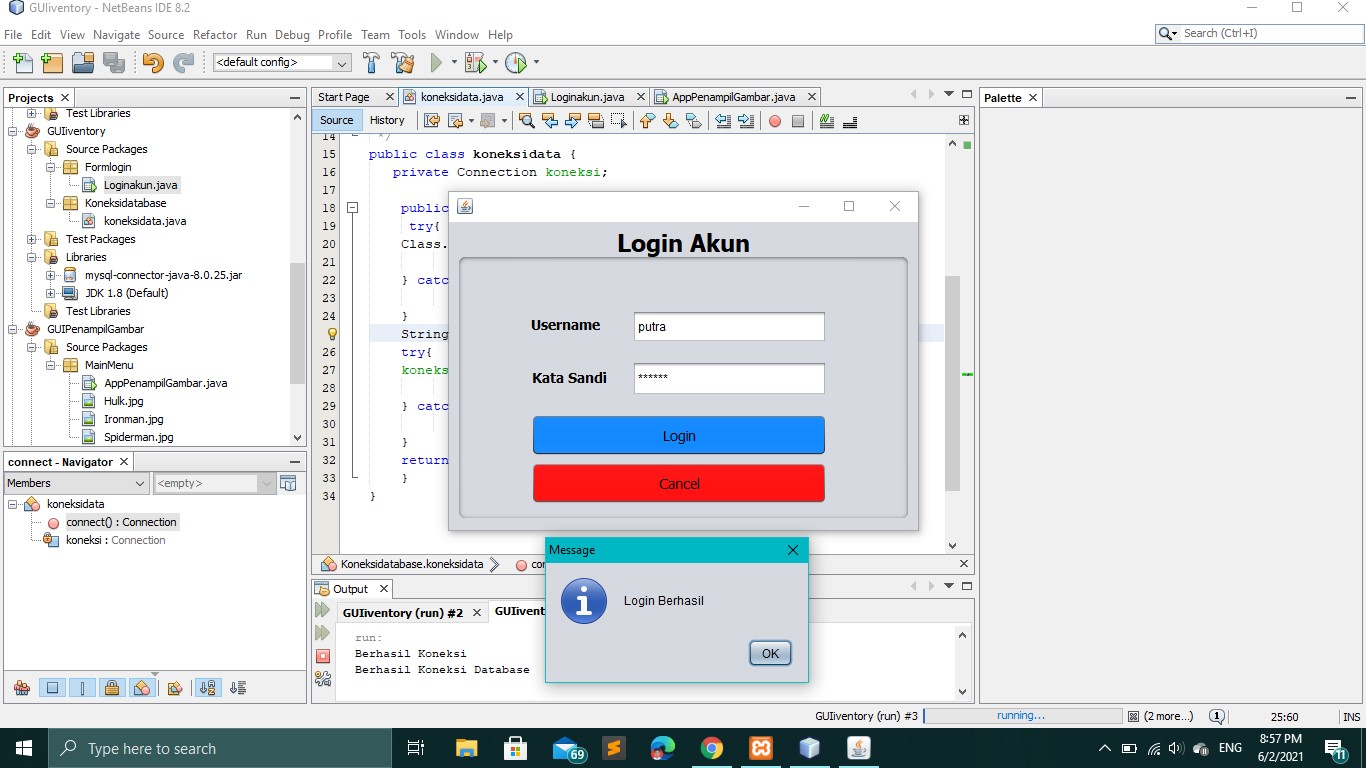 GUIiventory - NetBeans IDE 8.2
File Edit View Navigate Source Refactor Run Debug Profile Team Tools Window Help
Search (Ctrl+I)
<default config>
Projects
Test Libraries
GUIiventory
Source Packages
Formlogin
Loginakun.java
Koneksidatabase
koneksidata.java
Test Packages
Libraries
mysql-connector-java-8.0.25.jar
JDK 1.8 (Default)
Test Libraries
GUIPenampilGambar
Source Packages
MainMenu
AppPenampilGambar.java
Hulk.jpg
Ironman.jpg
Spiderman.jpg
connect - Navigator
Members <empty>
koneksidata
connect() : Connection
koneksi : Connection
Start Page koneksidata.java Loginakun.java AppPenampilGambar.java
Source History
14 */
15 public class koneksidata {
16 private Connection koneksi;
17
18 public
19 try{
20 Class.
21
22 } catc
23
24 }
String
26 try{
27 koneks
28
29 } catc
30
31 }
32 return
33 }
34 }
Login Akun
Username putra
Kata Sandi ******
Login
Cancel
Message
Login Berhasil
OK
Koneksidatabase.koneksidata con
Output
GUIiventory (run) #2 GUIivent
run:
Berhasil Koneksi
Berhasil Koneksi Database
Palette
GUIiventory (run) #3 running... (2 more...) 1 25:60 INS
Type here to search
69
ENG
8:57 PM
6/2/2021
11